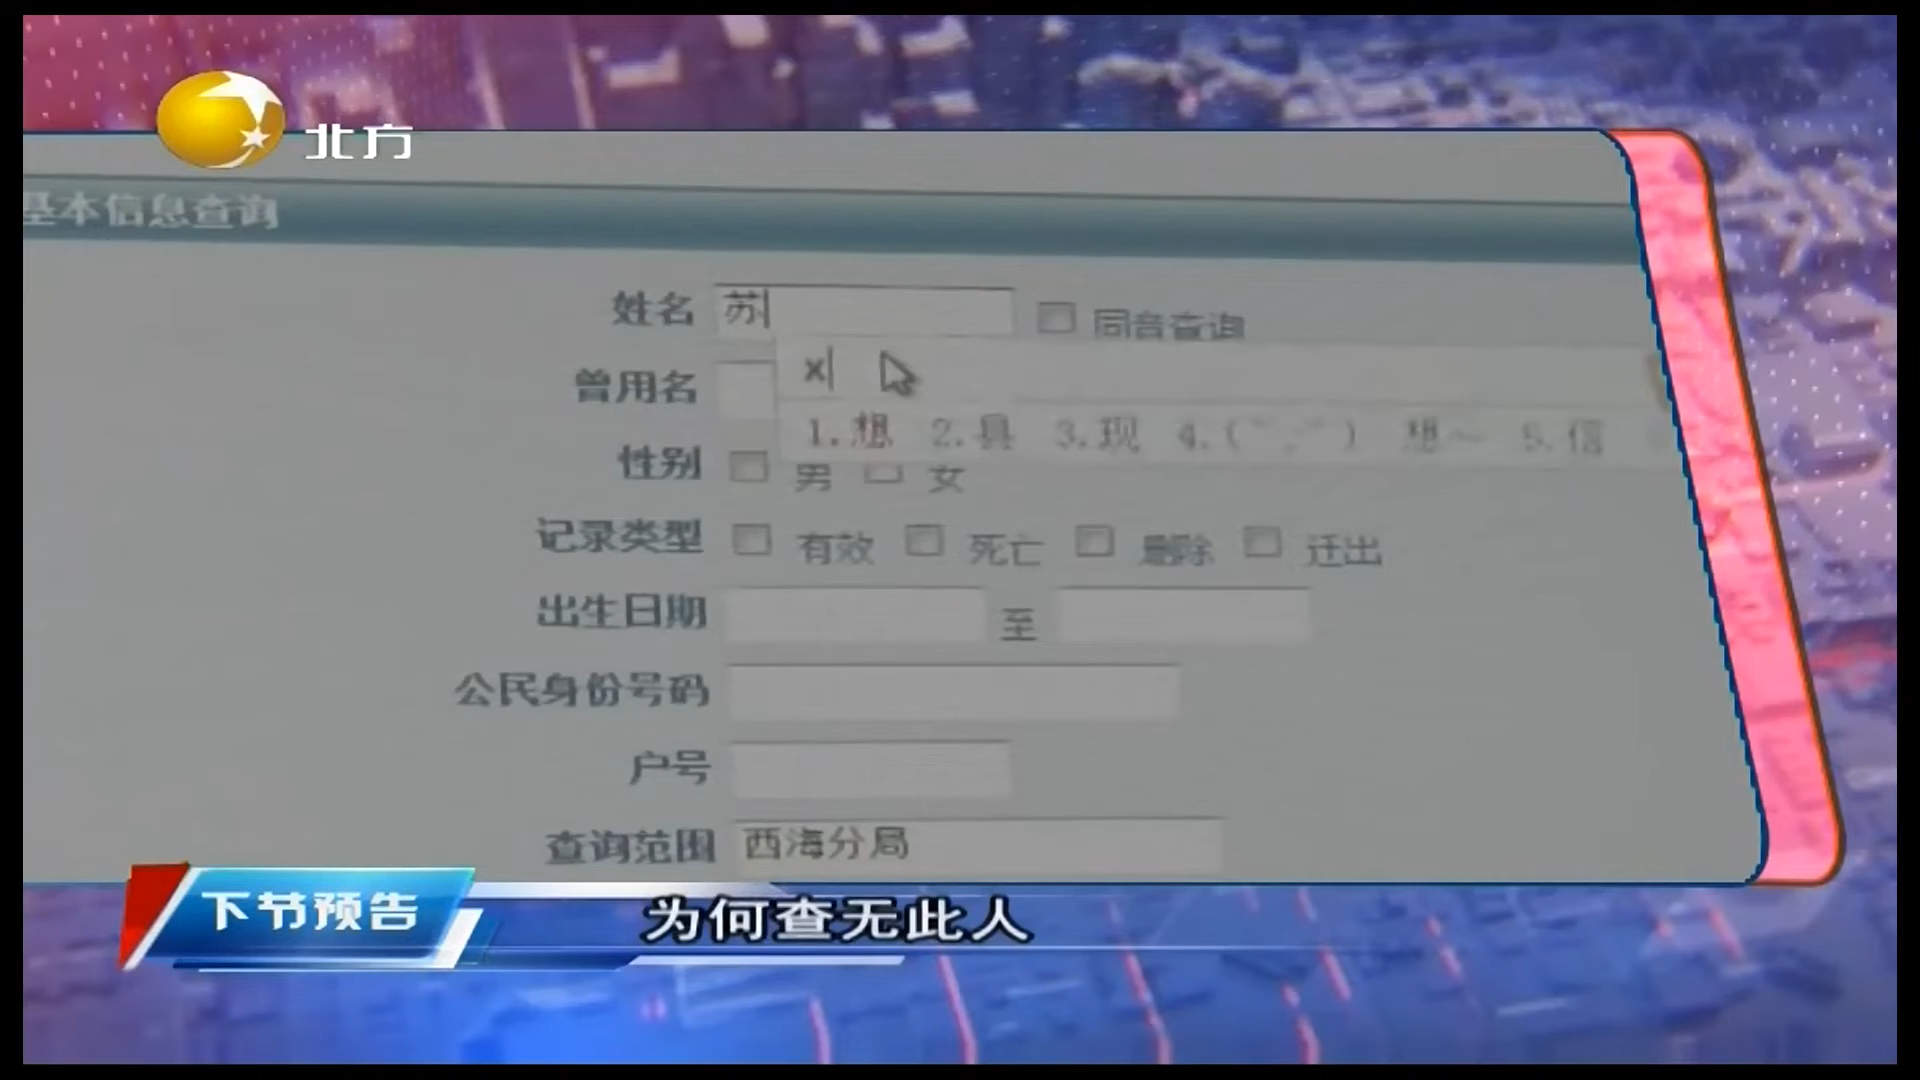 北方
基本信息查询
姓名 苏 同音查询
x
曾用名
1.想 2.县 3.现 4.(˘.˘) 想~ 5.信
性别 男 女
记录类型 有效 死亡 删除 迁出
出生日期 至
公民身份号码
户号
查询范围 西海分局
下节预告 为何查无此人